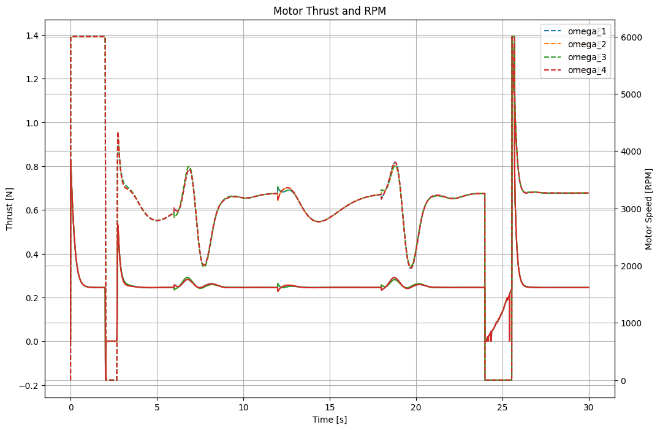 Motor Thrust and RPM
omega_1
omega_2
omega_3
omega_4
Thrust [N]
1.4
1.2
1.0
0.8
0.6
0.4
0.2
0.0
−0.2
Motor Speed [RPM]
6000
5000
4000
3000
2000
1000
0
0 5 10 15 20 25 30
Time [s]